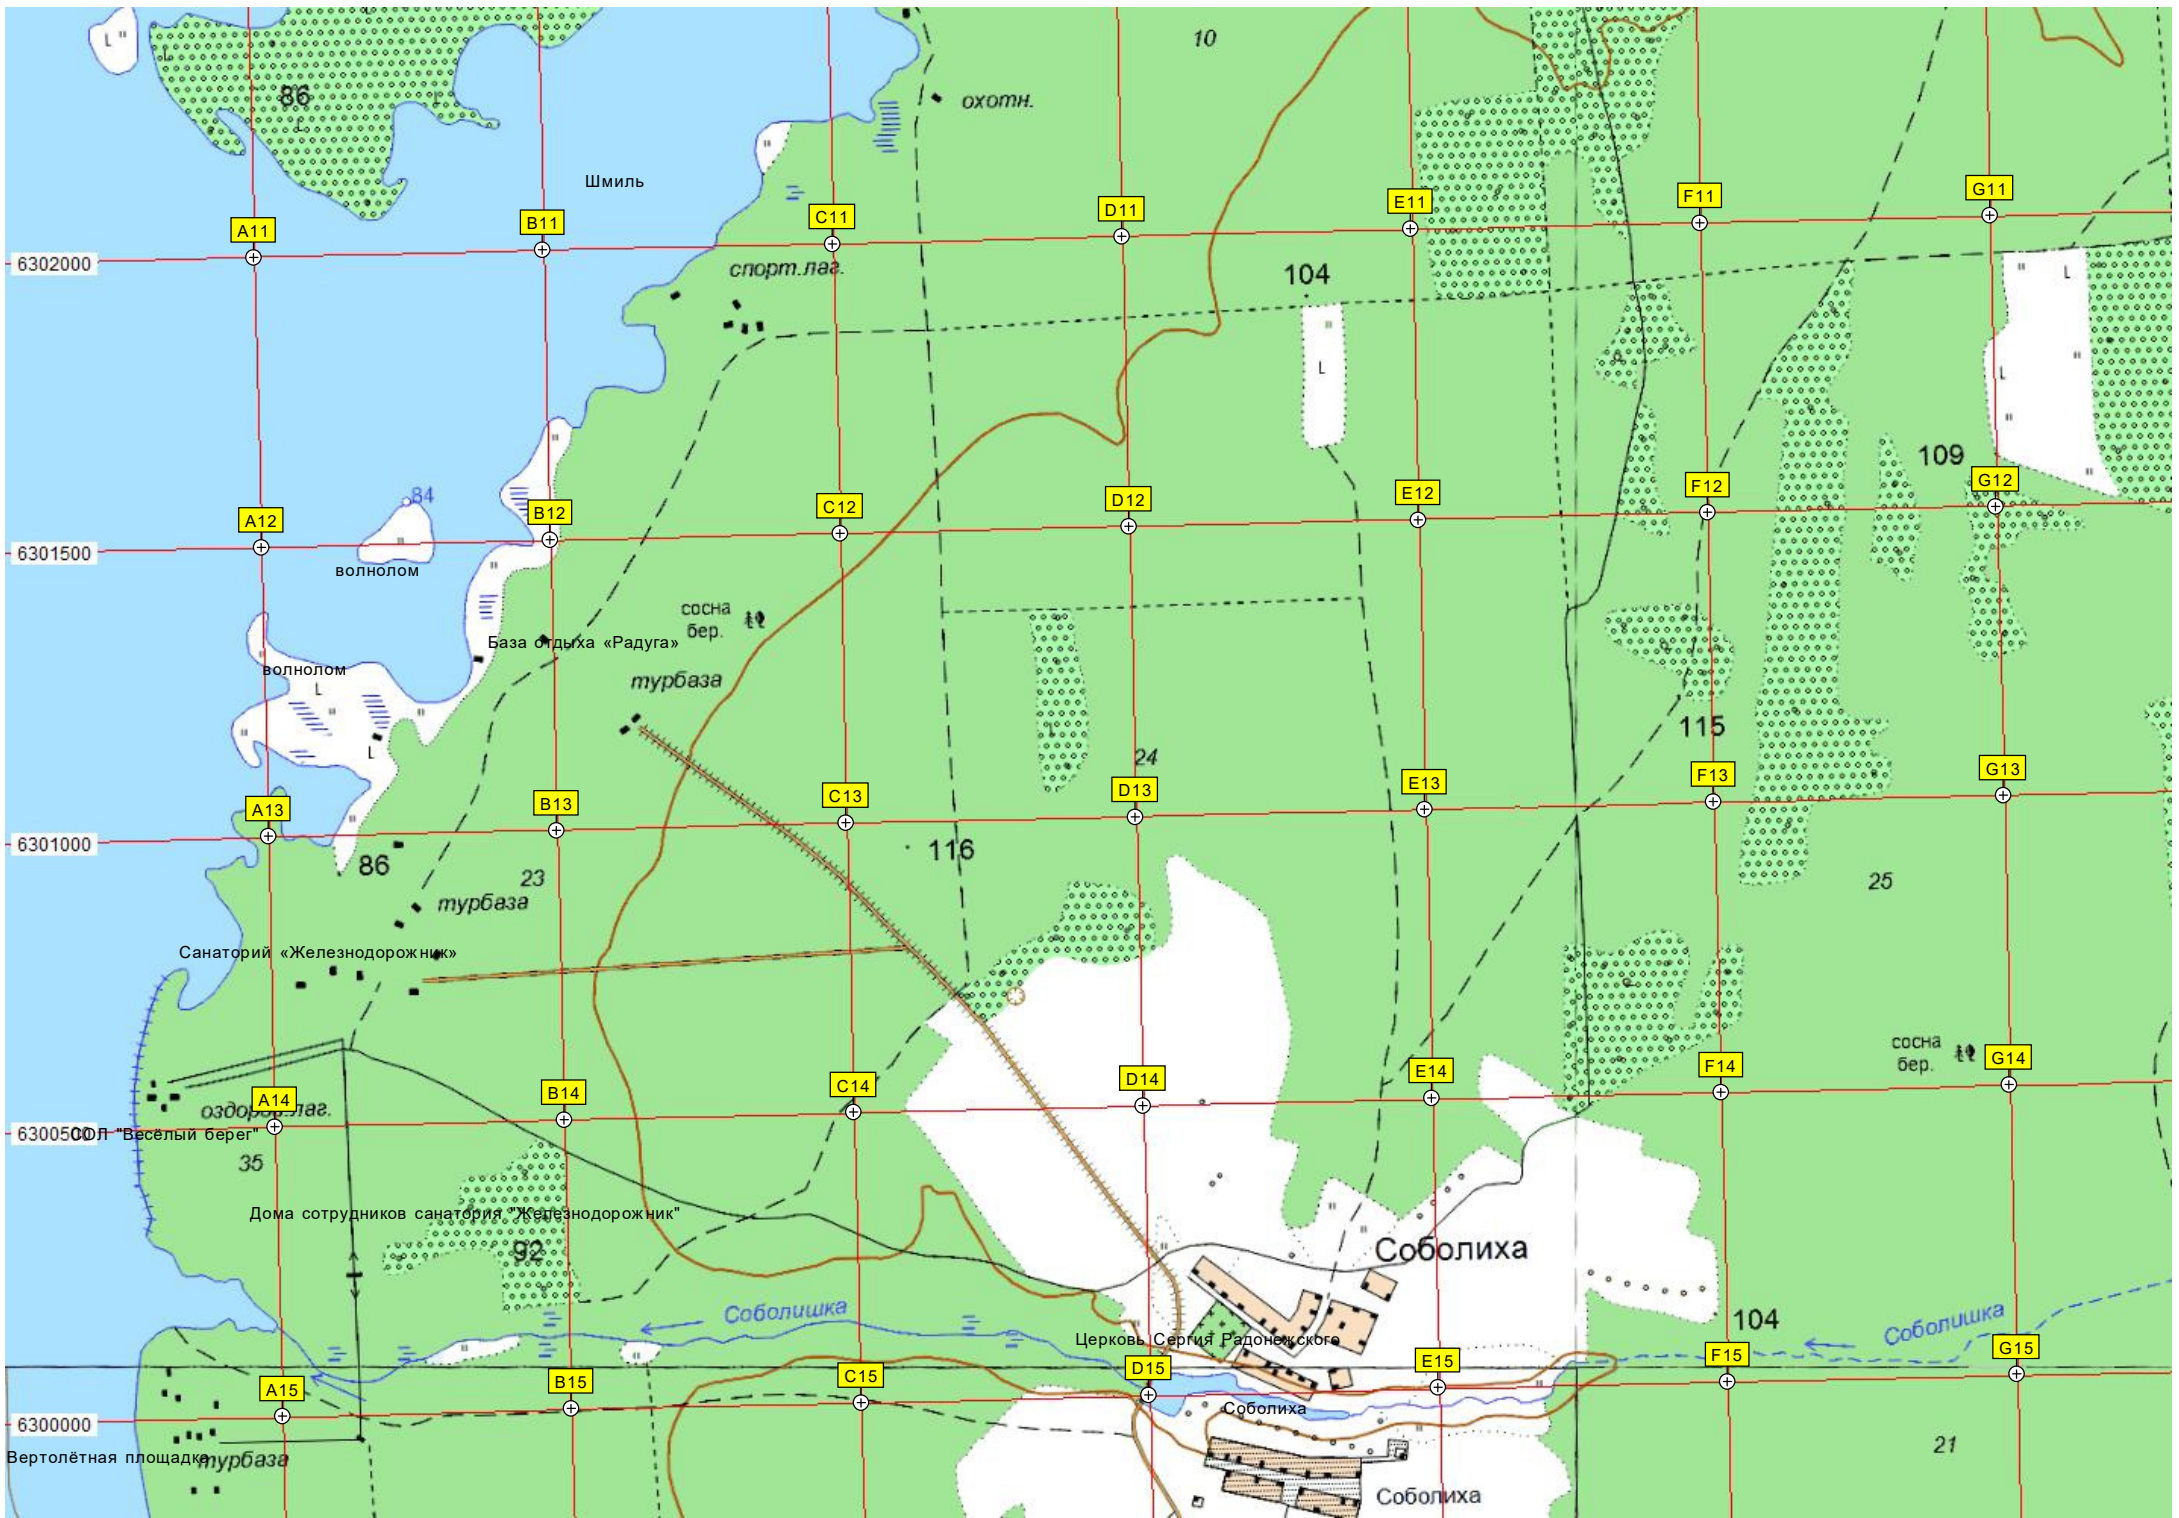 10
охотн.
86
Шмиль
A11
B11
C11
D11
E11
F11
G11
6302000
спорт.лаг.
104
109
84
A12
B12
C12
D12
E12
F12
G12
6301500
волнолом
сосна
бер.
База отдыха «Радуга»
волнолом
турбаза
115
24
A13
B13
C13
D13
E13
F13
G13
6301000
116
86
23
25
турбаза
Санаторий «Железнодорожник»
сосна
бер.
A14
B14
C14
D14
E14
F14
G14
оздоров.лаг.
6300500
СОЛ "Весёлый берег"
35
Дома сотрудников санатория "Железнодорожник"
92
Соболиха
Соболишка
104
Соболишка
Церковь Сергия Радонежского
A15
B15
C15
D15
E15
F15
G15
6300000
Соболиха
21
Вертолётная площадка
турбаза
Соболиха